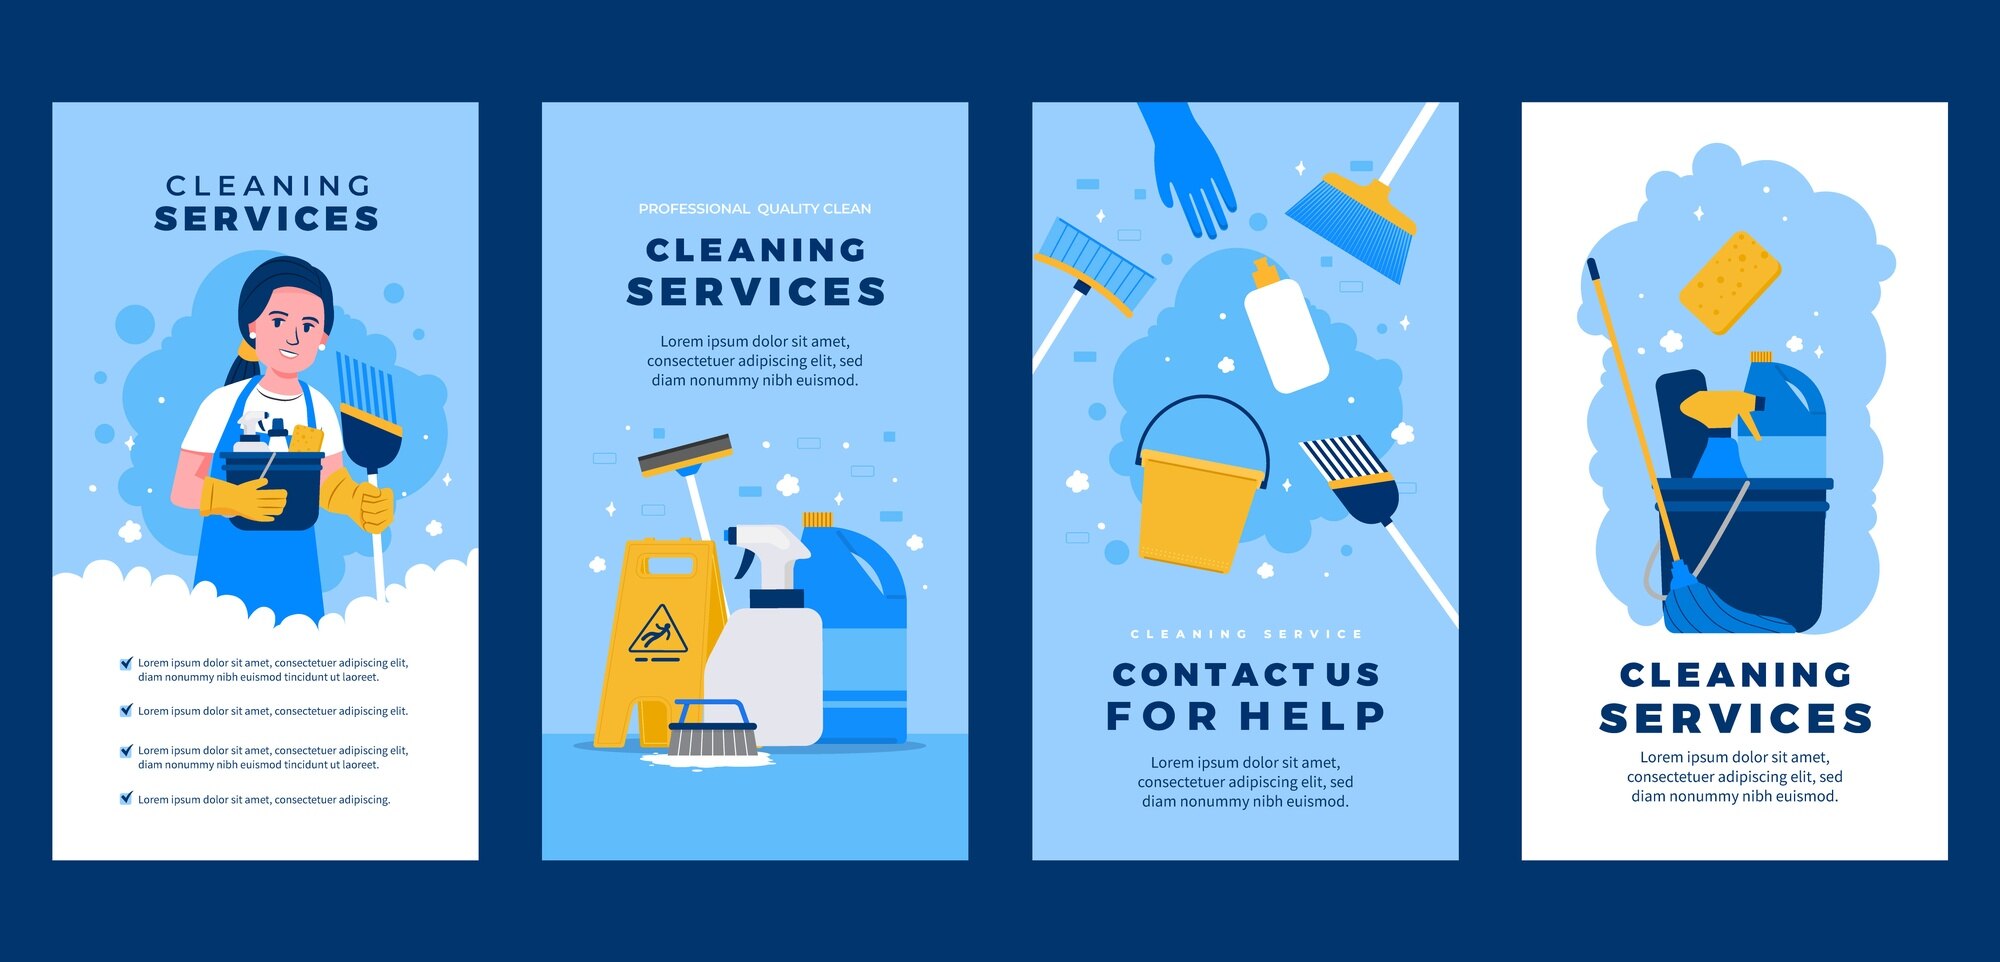 CLEANING
SERVICES
Lorem ipsum dolor sit amet, consectetuer adipiscing elit,
diam nonummy nibh euismod tincidunt ut laoreet.
Lorem ipsum dolor sit amet, consectetuer adipiscing elit.
Lorem ipsum dolor sit amet, consectetuer adipiscing elit,
diam nonummy nibh euismod tincidunt ut laoreet.
Lorem ipsum dolor sit amet, consectetuer adipiscing.
PROFESSIONAL QUALITY CLEAN
CLEANING
SERVICES
Lorem ipsum dolor sit amet,
consectetuer adipiscing elit, sed
diam nonummy nibh euismod.
CLEANING SERVICE
CONTACT US
FOR HELP
Lorem ipsum dolor sit amet,
consectetuer adipiscing elit, sed
diam nonummy nibh euismod.
CLEANING
SERVICES
Lorem ipsum dolor sit amet,
consectetuer adipiscing elit, sed
diam nonummy nibh euismod.